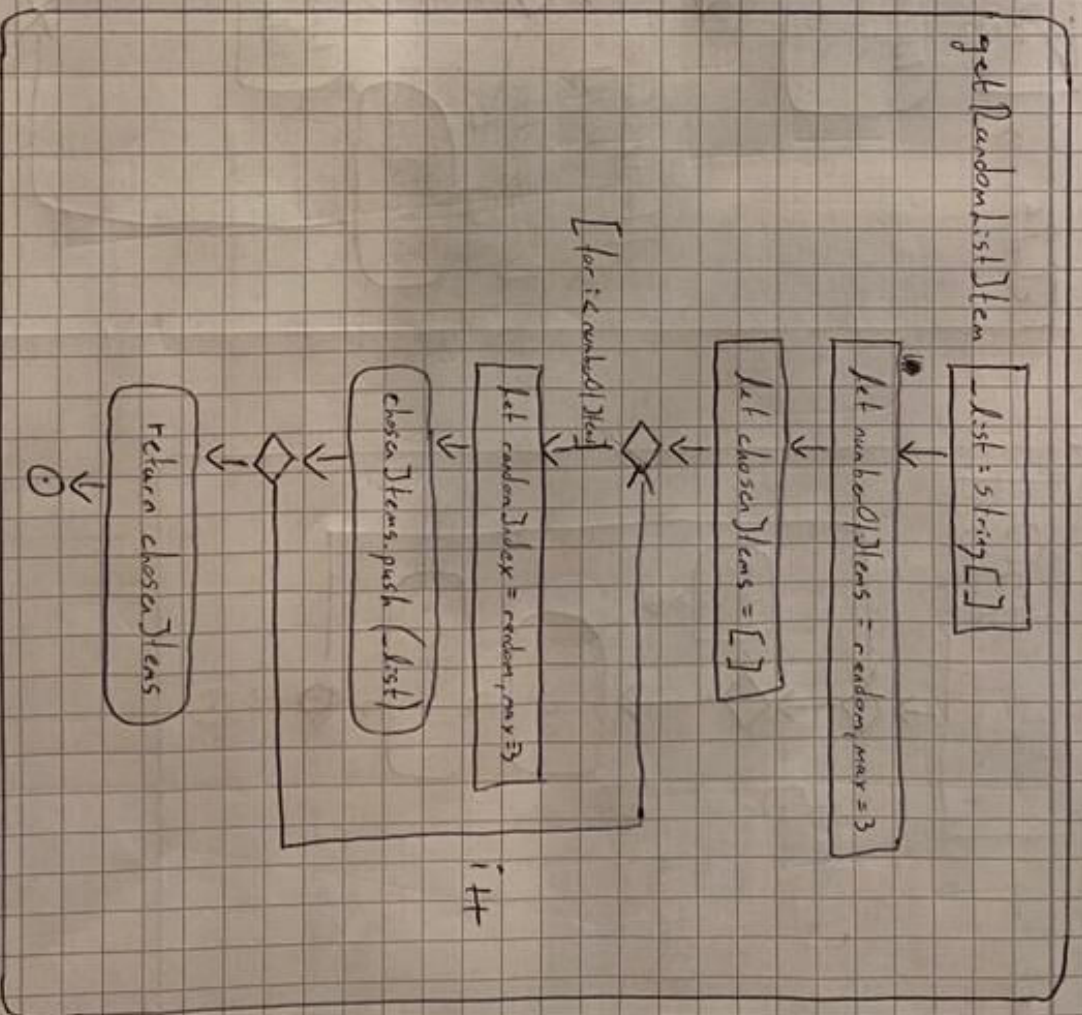 getRandomListItem
_list: string[]
let numberOfItems = random, max = 3
let chosenItems = []
[for i < numberOfItems]
let randomIndex = random, max = 3
chosenItems.push(_list)
i++
return chosenItems